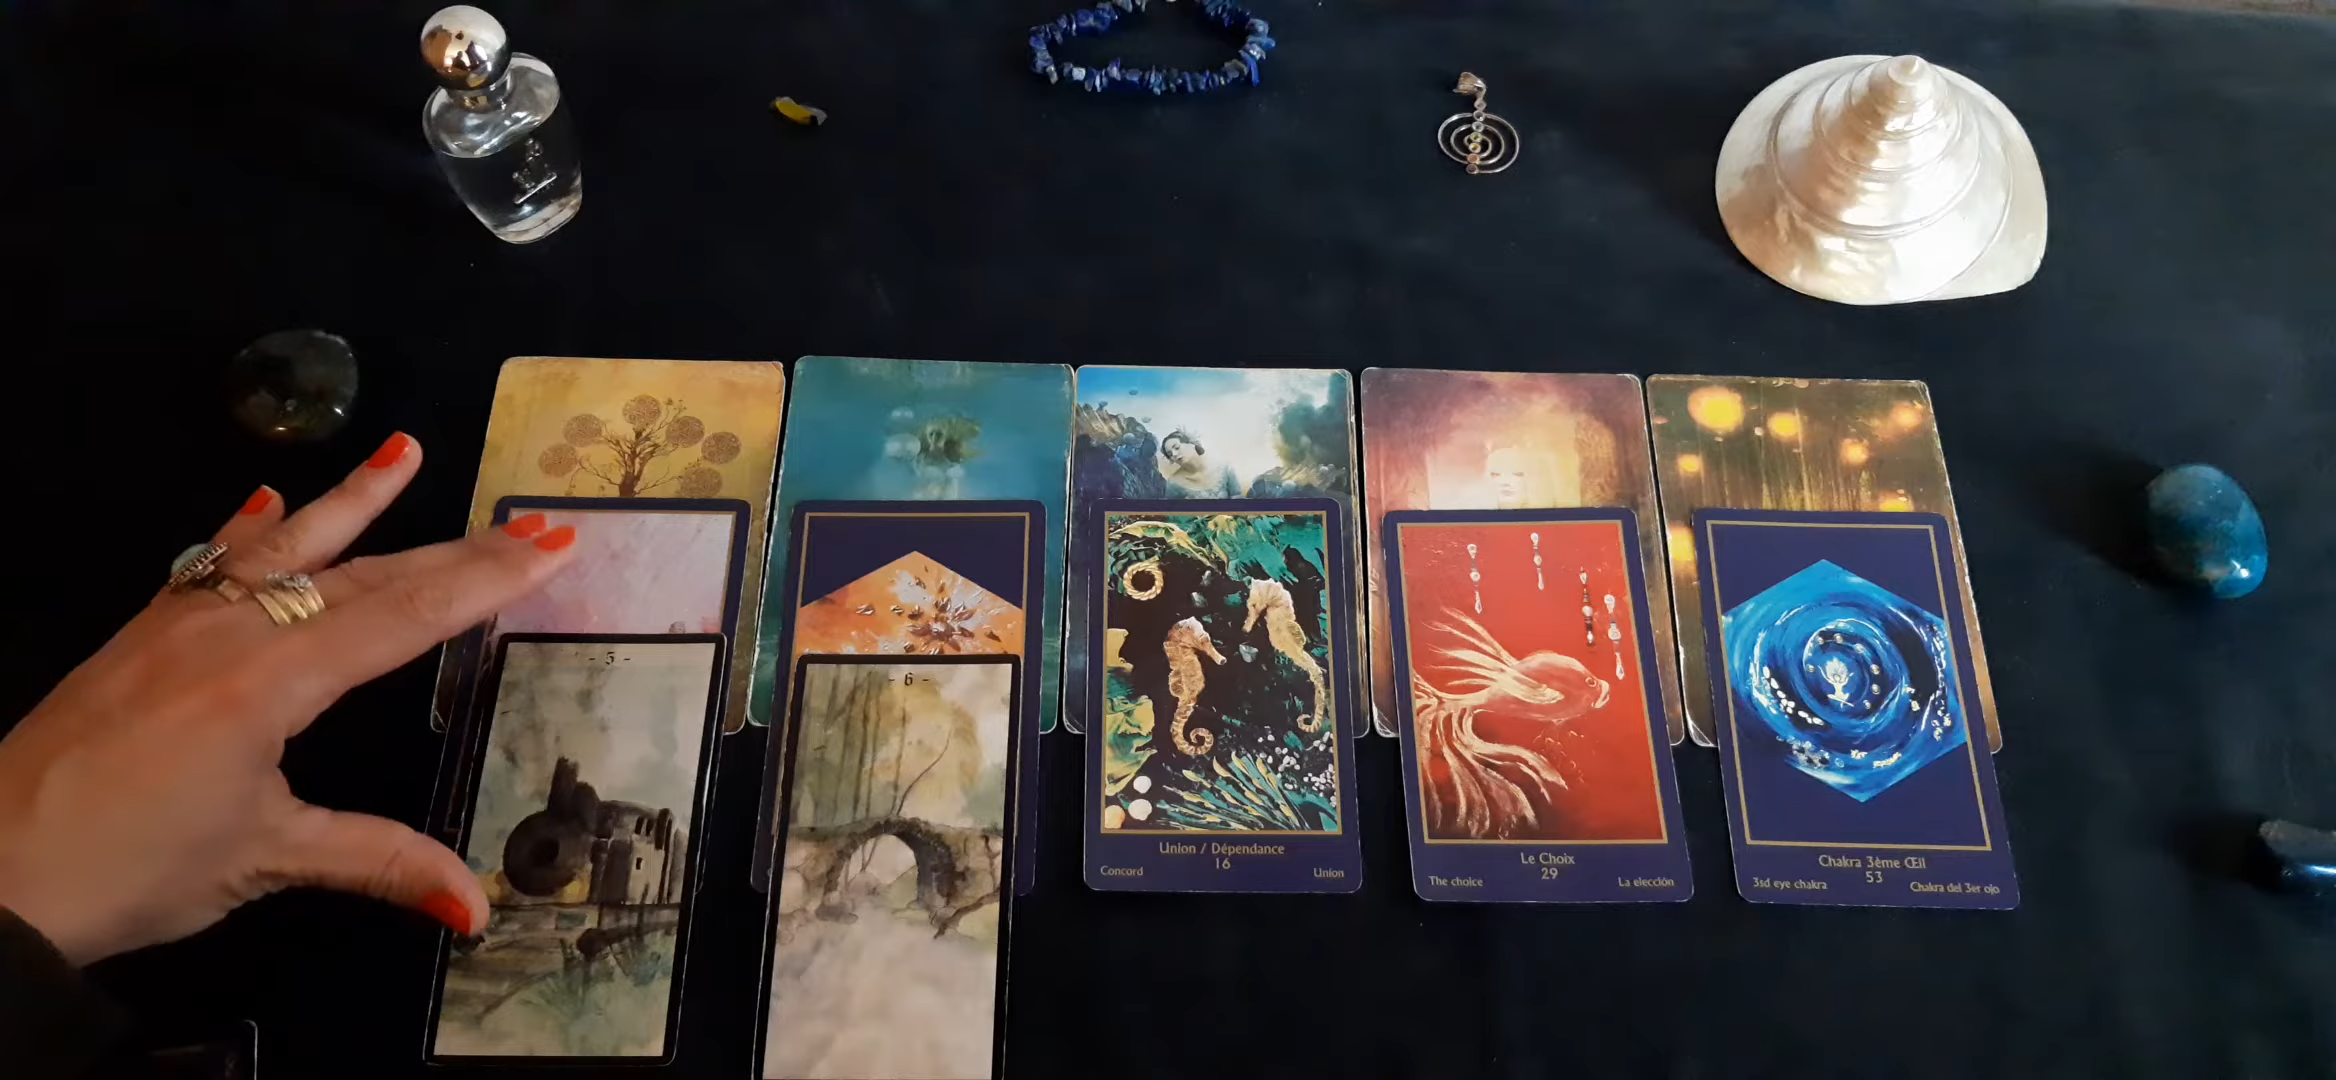 - 5 -
- 6 -
Union / Dépendance
16
Concord
Union
Le Choix
29
The choice
La elección
Chakra 3ème Œil
53
3sd eye chakra
Chakra del 3er ojo